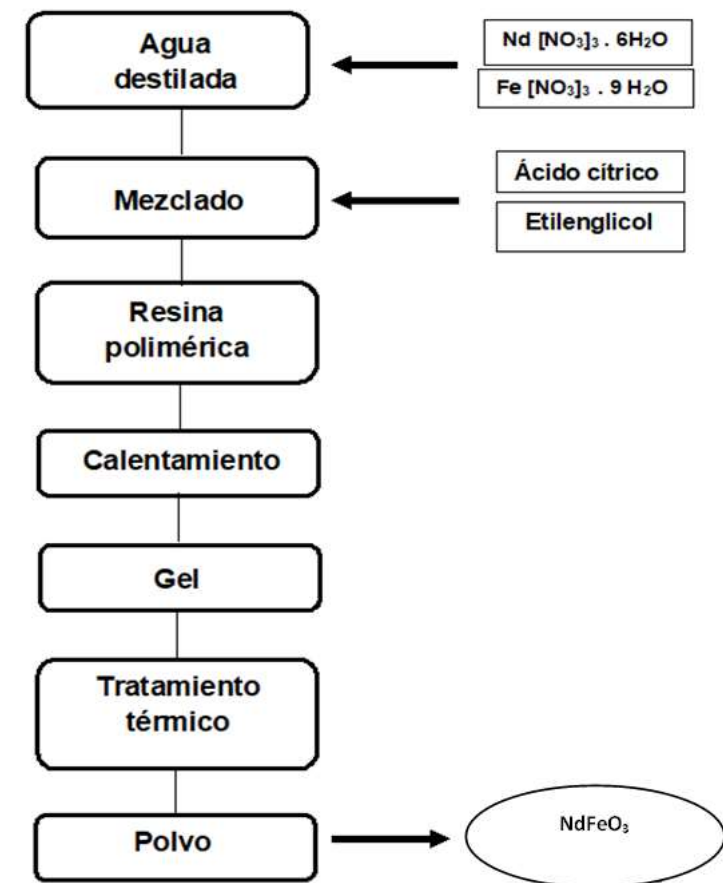 Agua
destilada
Nd [NO₃]₃ . 6H₂O
Fe [NO₃]₃ . 9 H₂O
Mezclado
Ácido cítrico
Etilenglicol
Resina
polimérica
Calentamiento
Gel
Tratamiento
térmico
Polvo
NdFeO₃